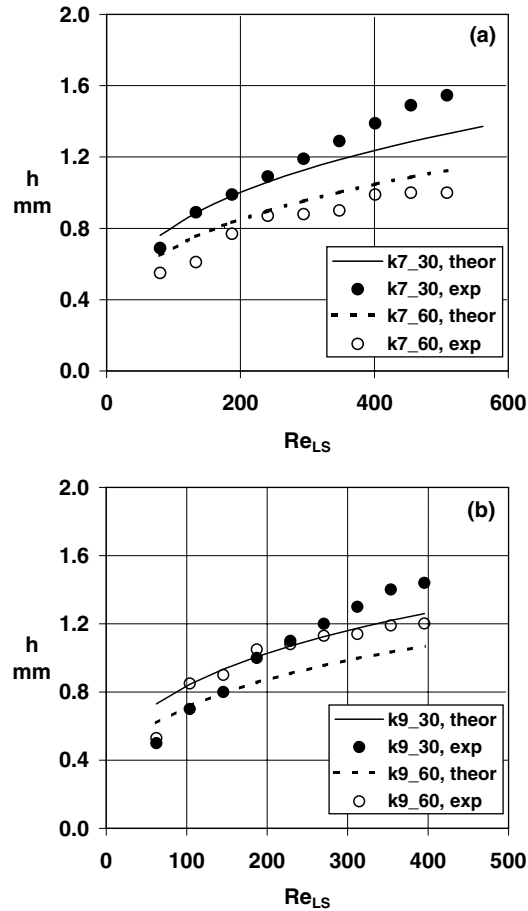 (a)
2.0
1.6
1.2
h
mm
0.8
0.4
0.0
k7_30, theor
k7_30, exp
k7_60, theor
k7_60, exp
0 200 400 600
Re_LS
(b)
2.0
1.6
1.2
h
mm
0.8
0.4
0.0
k9_30, theor
k9_30, exp
k9_60, theor
k9_60, exp
0 100 200 300 400 500
Re_LS